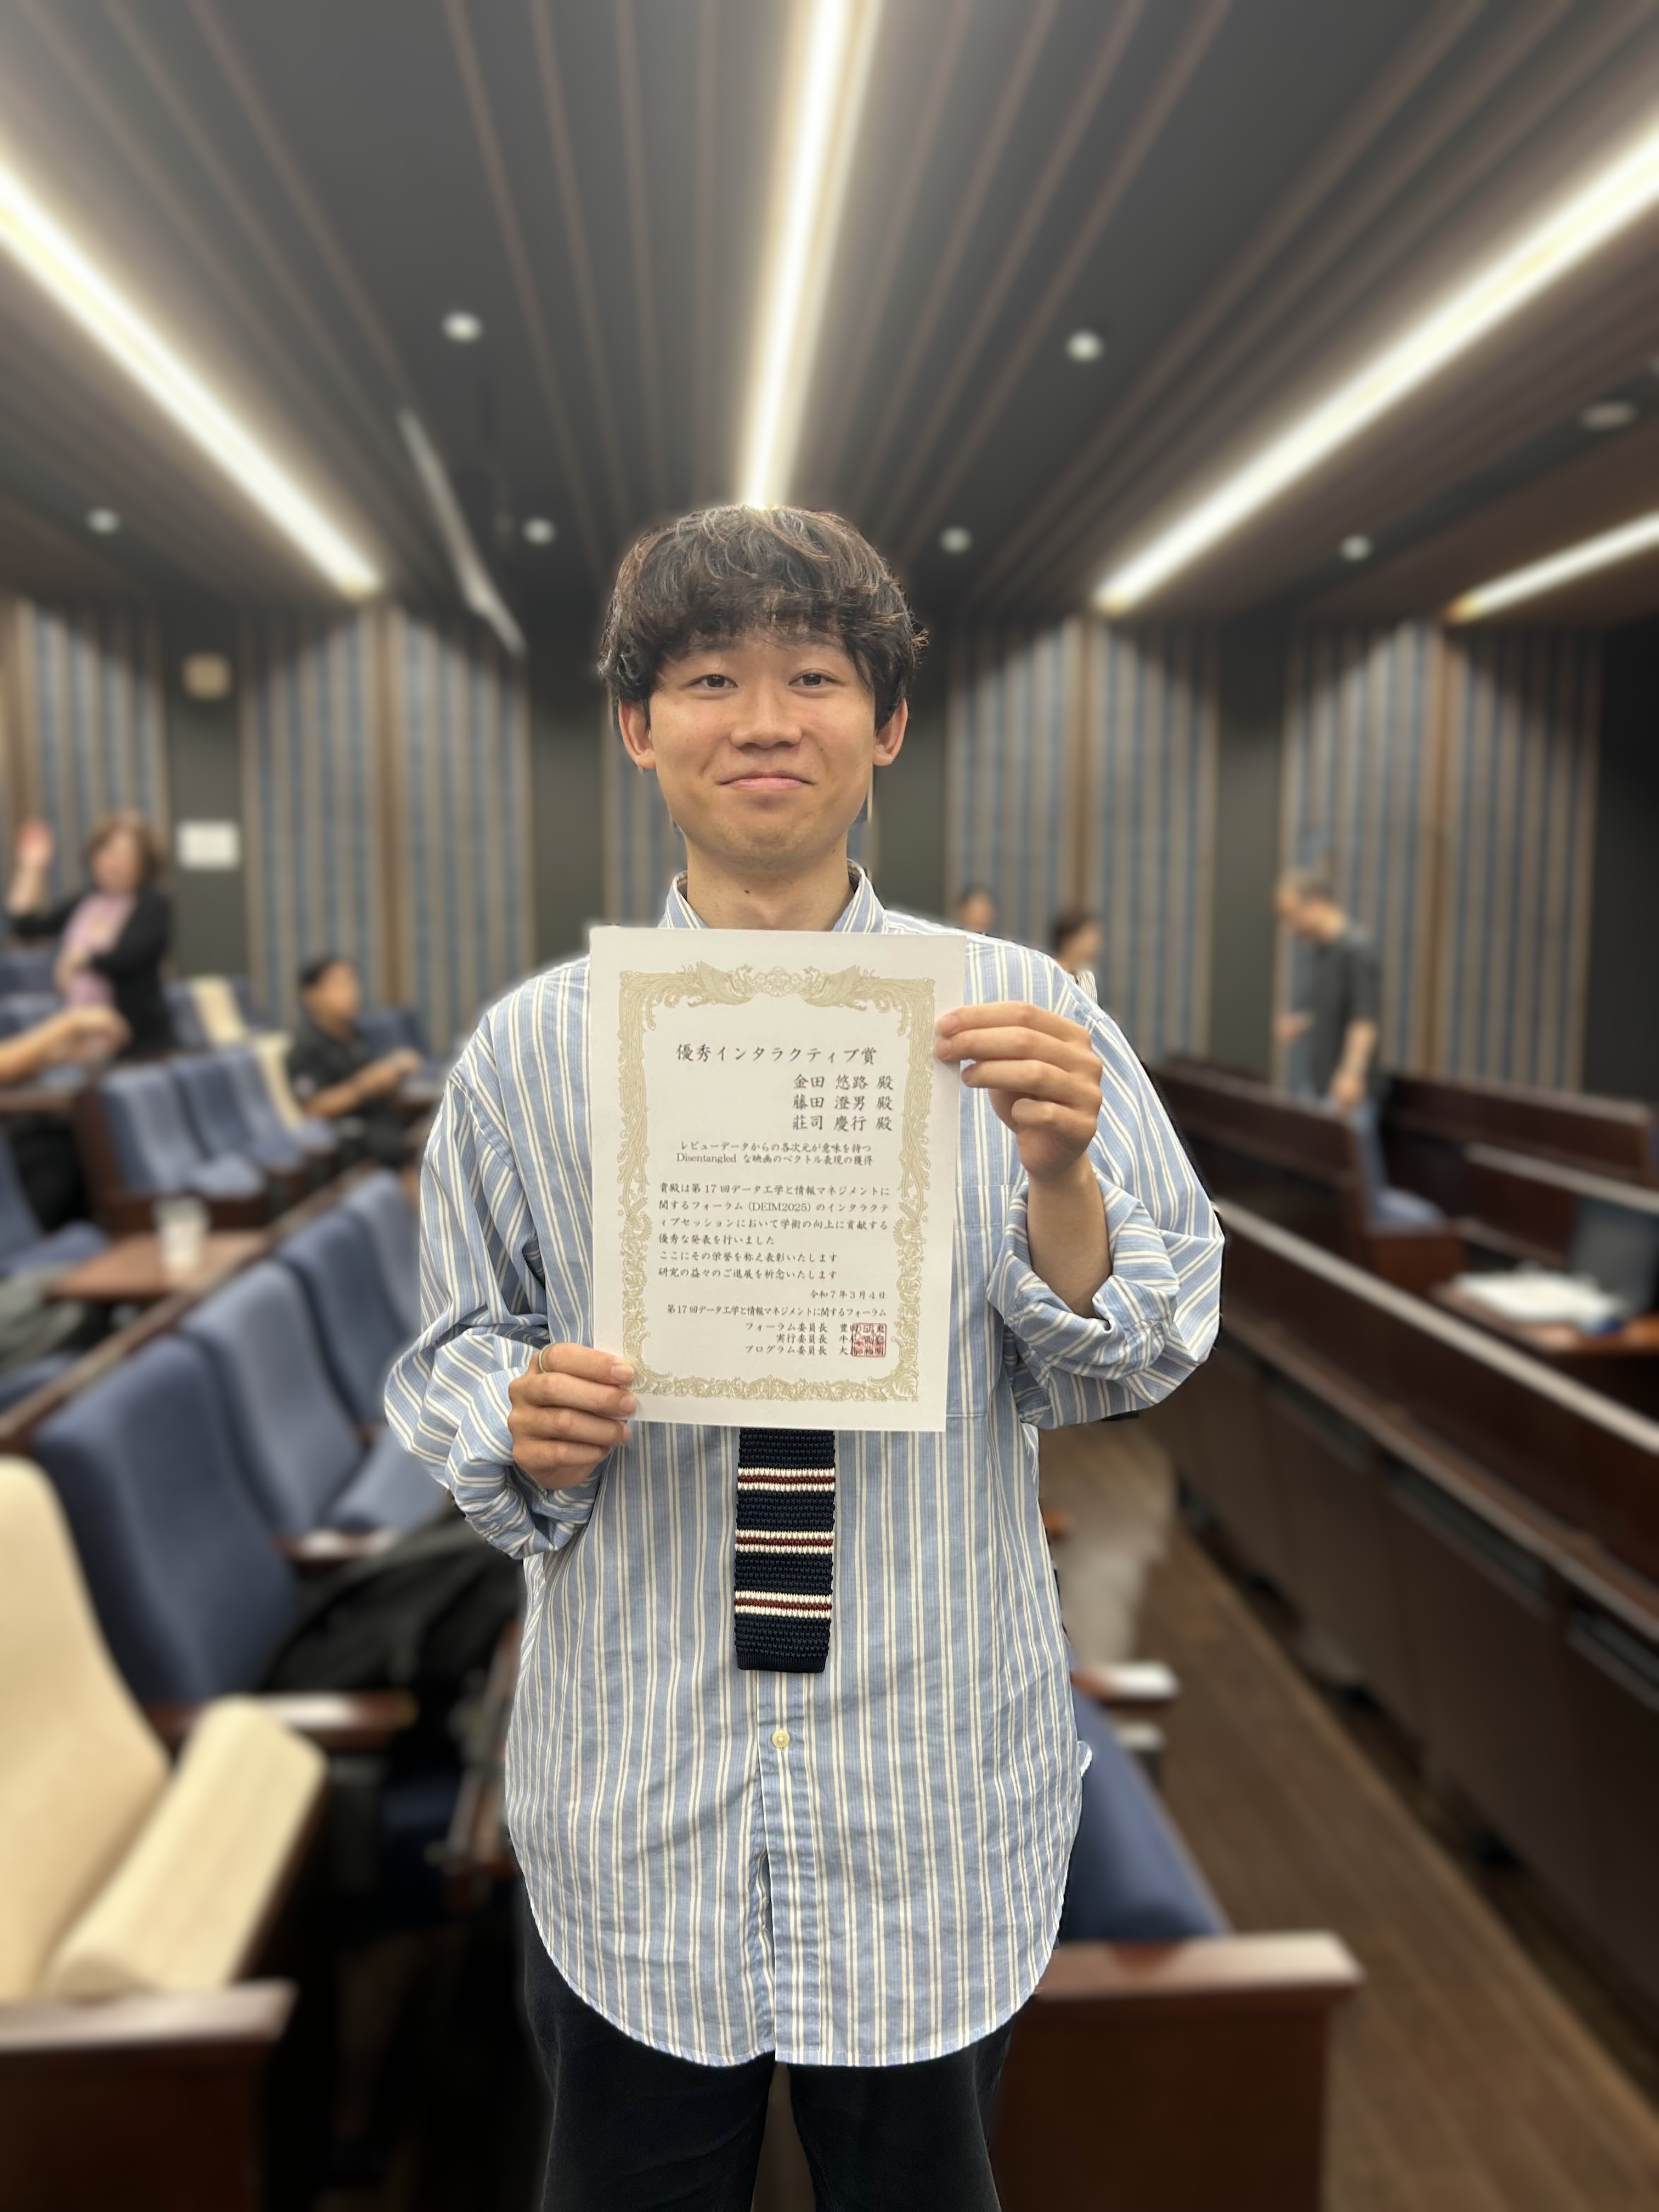 優秀インタラクティブ賞
金田 悠路 殿
藤田 澄男 殿
莊司 慶行 殿
レビューデータからの各次元が意味を持つ
Disentangled な映画のベクトル表現の獲得
貴殿は第 17 回データ工学と情報マネジメントに
関するフォーラム (DEIM2025) のインタラクテ
ィブセッションにおいて学術の向上に貢献する
優秀な発表を行いました
ここにその栄誉を称え表彰いたします
研究の益々のご進展を祈念いたします
令和 7 年 3 月 4 日
第 17 回データ工学と情報マネジメントに関するフォーラム
フォーラム委員長
実行委員長
プログラム委員長